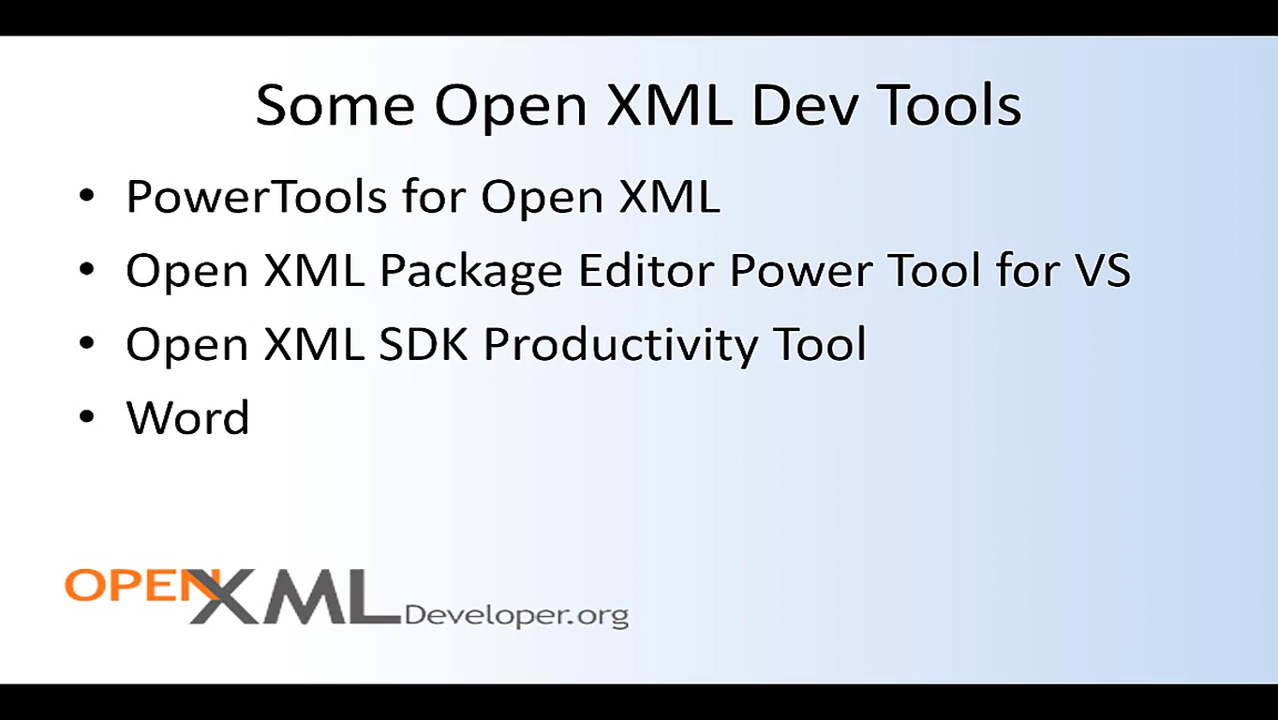 Some Open XML Dev Tools
• PowerTools for Open XML
• Open XML Package Editor Power Tool for VS
• Open XML SDK Productivity Tool
• Word
OPENXMLDeveloper.org